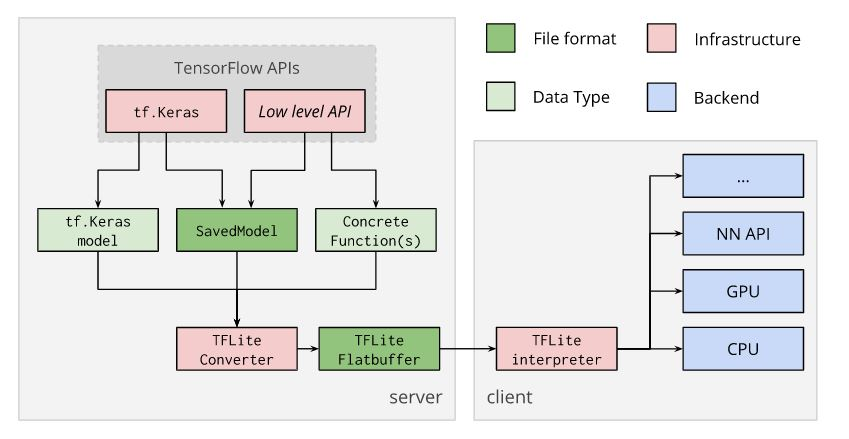 File format
Infrastructure
Data Type
Backend
TensorFlow APIs
tf.Keras
Low level API
tf.Keras
model
SavedModel
Concrete
Function(s)
TFLite
Converter
TFLite
Flatbuffer
server
TFLite
interpreter
client
...
NN API
GPU
CPU